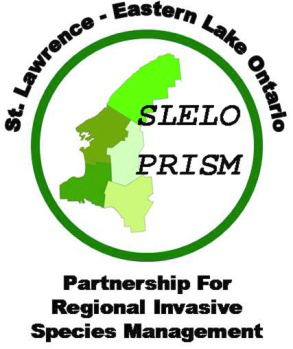 St. Lawrence - Eastern Lake Ontario
SLELO
PRISM
Partnership For
Regional Invasive
Species Management